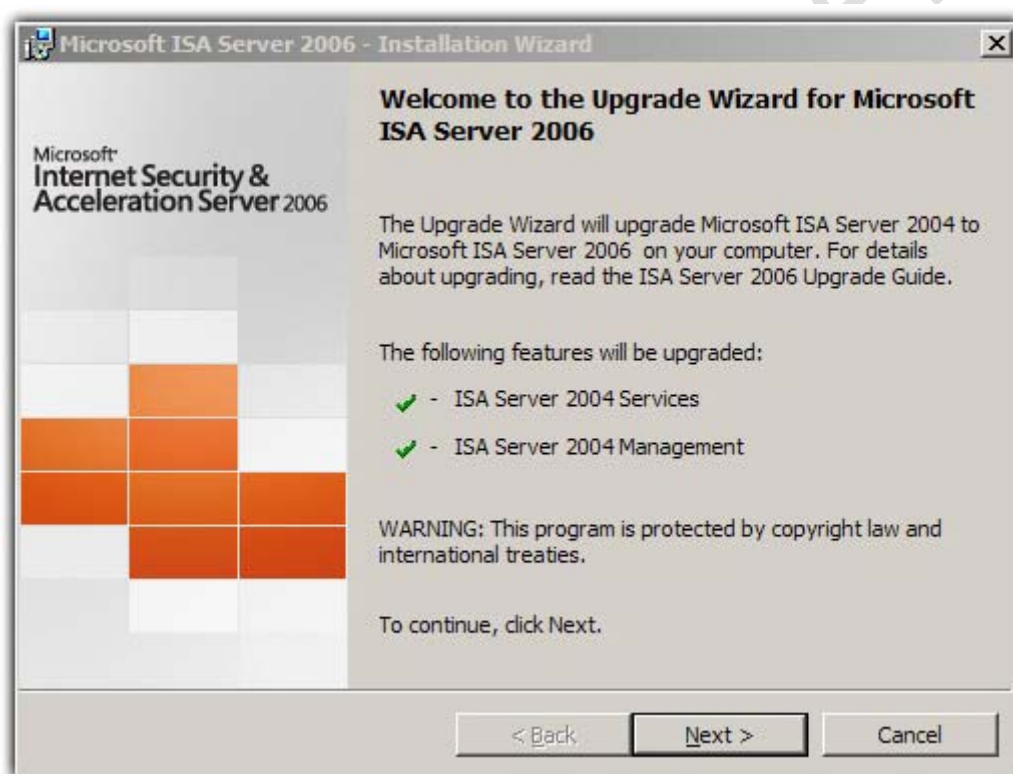 Microsoft ISA Server 2006 - Installation Wizard
Microsoft
Internet Security &
Acceleration Server 2006
Welcome to the Upgrade Wizard for Microsoft
ISA Server 2006
The Upgrade Wizard will upgrade Microsoft ISA Server 2004 to
Microsoft ISA Server 2006 on your computer. For details
about upgrading, read the ISA Server 2006 Upgrade Guide.
The following features will be upgraded:
- ISA Server 2004 Services
- ISA Server 2004 Management
WARNING: This program is protected by copyright law and
international treaties.
To continue, click Next.
< Back
Next >
Cancel